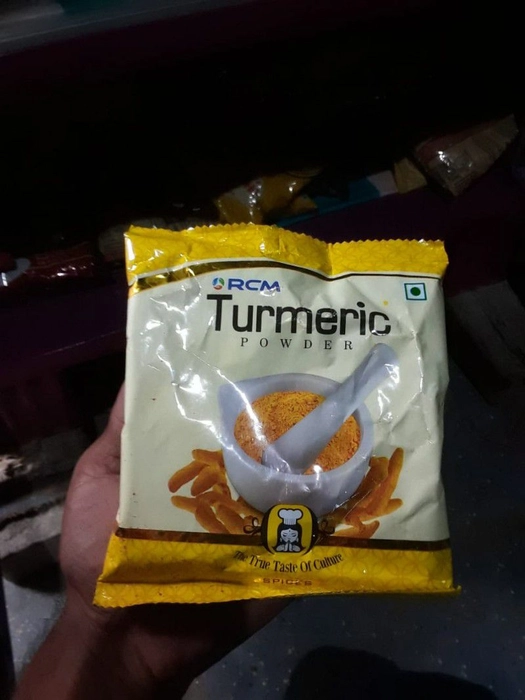 RCM
Turmeric
POWDER
The True Taste Of Culture
SPICES